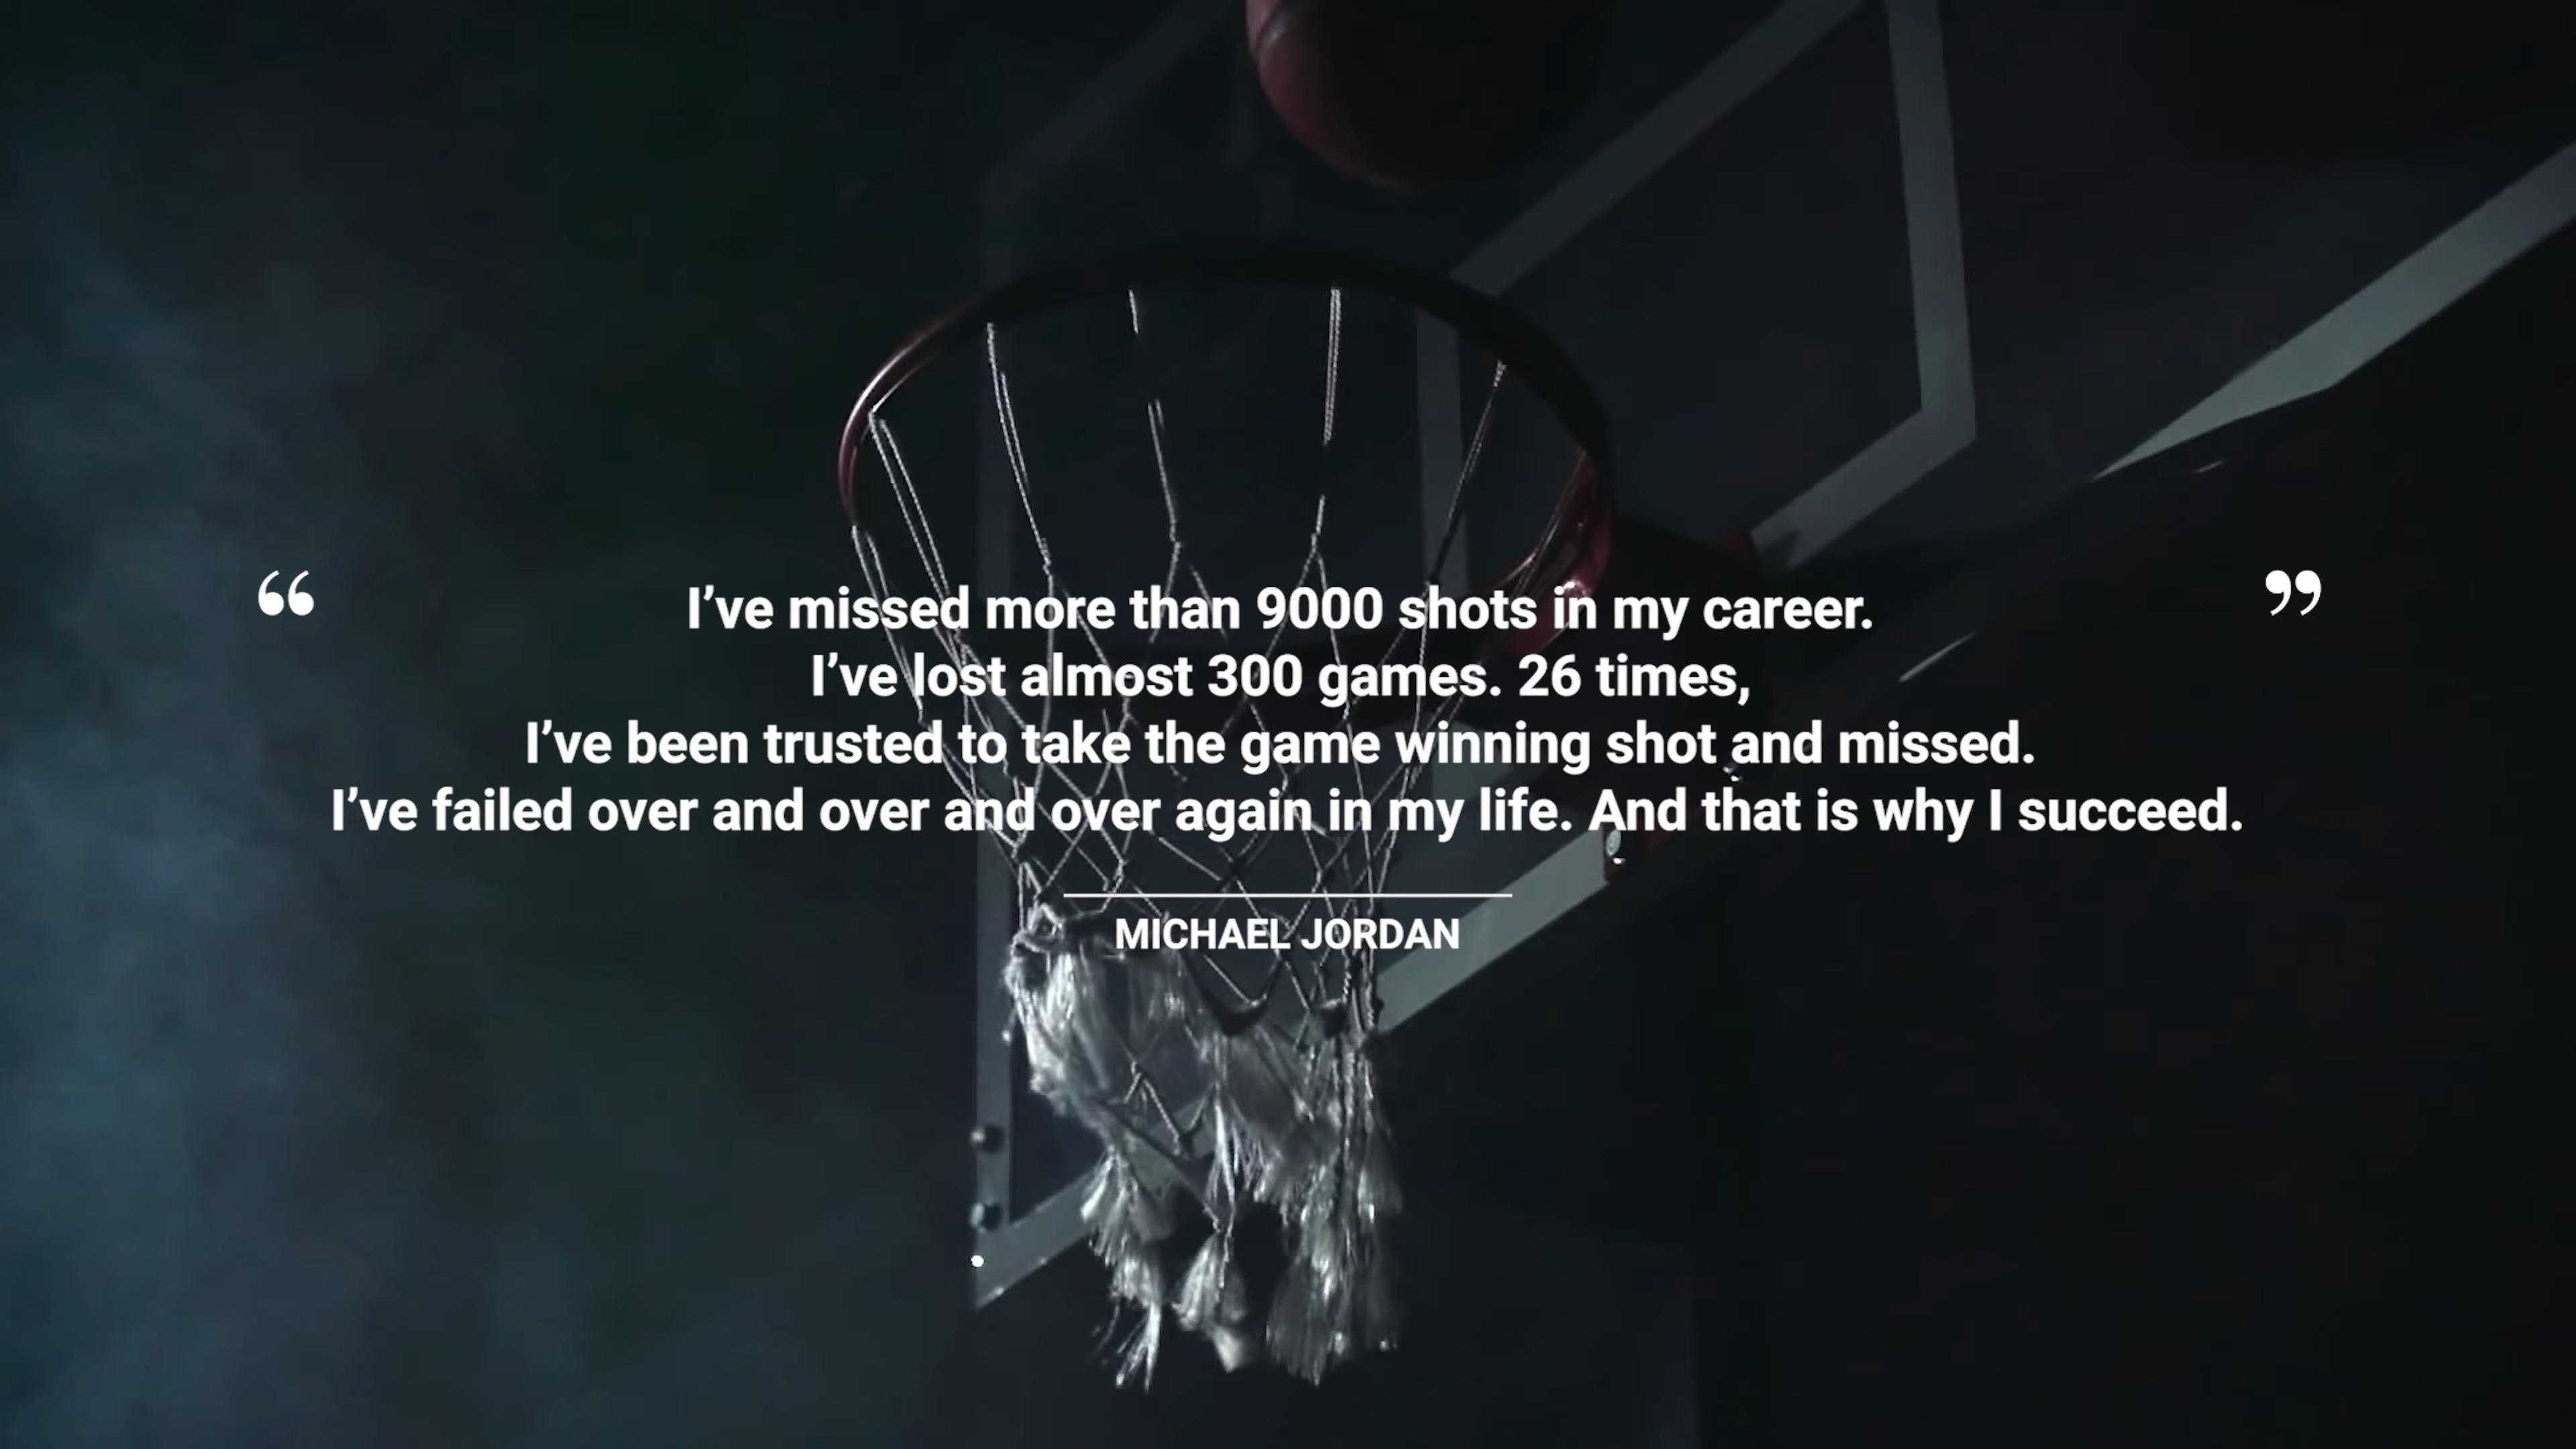 “ I’ve missed more than 9000 shots in my career. ”
I’ve lost almost 300 games. 26 times,
I’ve been trusted to take the game winning shot and missed.
I’ve failed over and over and over again in my life. And that is why I succeed.
MICHAEL JORDAN